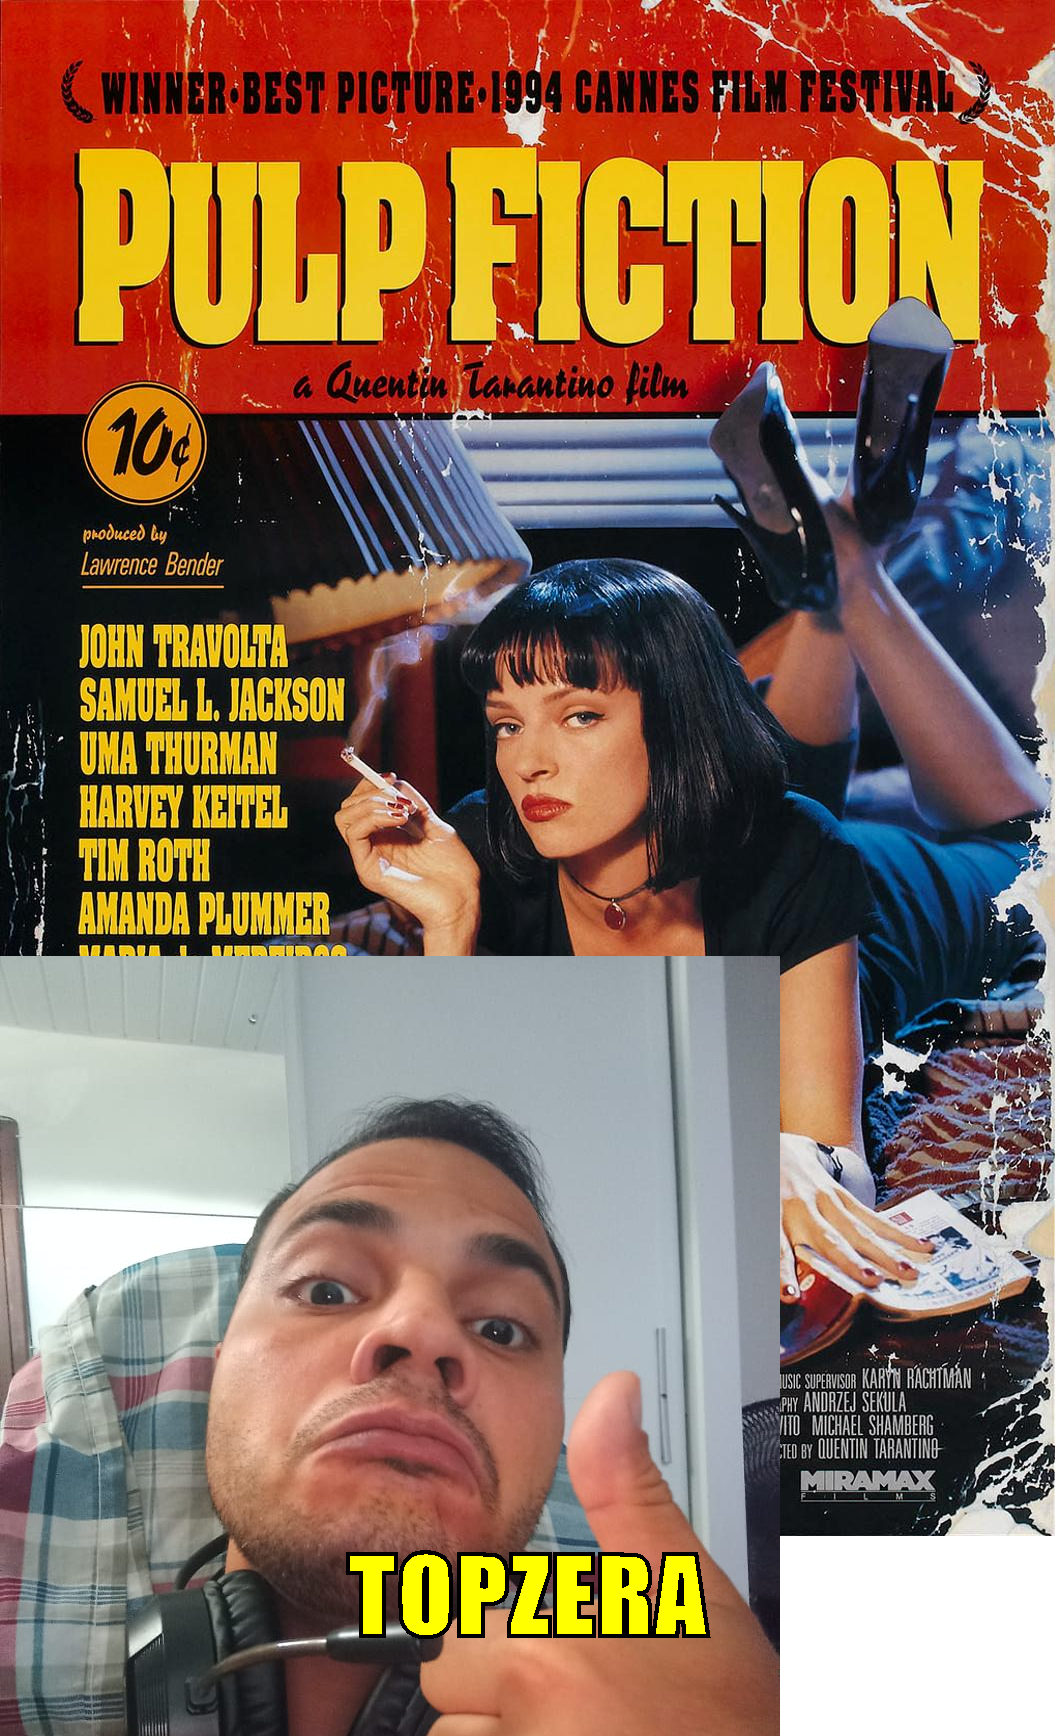 WINNER•BEST PICTURE•1994 CANNES FILM FESTIVAL
PULP FICTION
a Quentin Tarantino film
10¢
produced by
Lawrence Bender
JOHN TRAVOLTA
SAMUEL L. JACKSON
UMA THURMAN
HARVEY KEITEL
TIM ROTH
AMANDA PLUMMER
SUPERVISOR KARYN RACHTMAN
ANDRZEJ SEKULA
MICHAEL SHAMBERG
BY QUENTIN TARANTINO
MIRAMAX
FILMS
TOPZERA